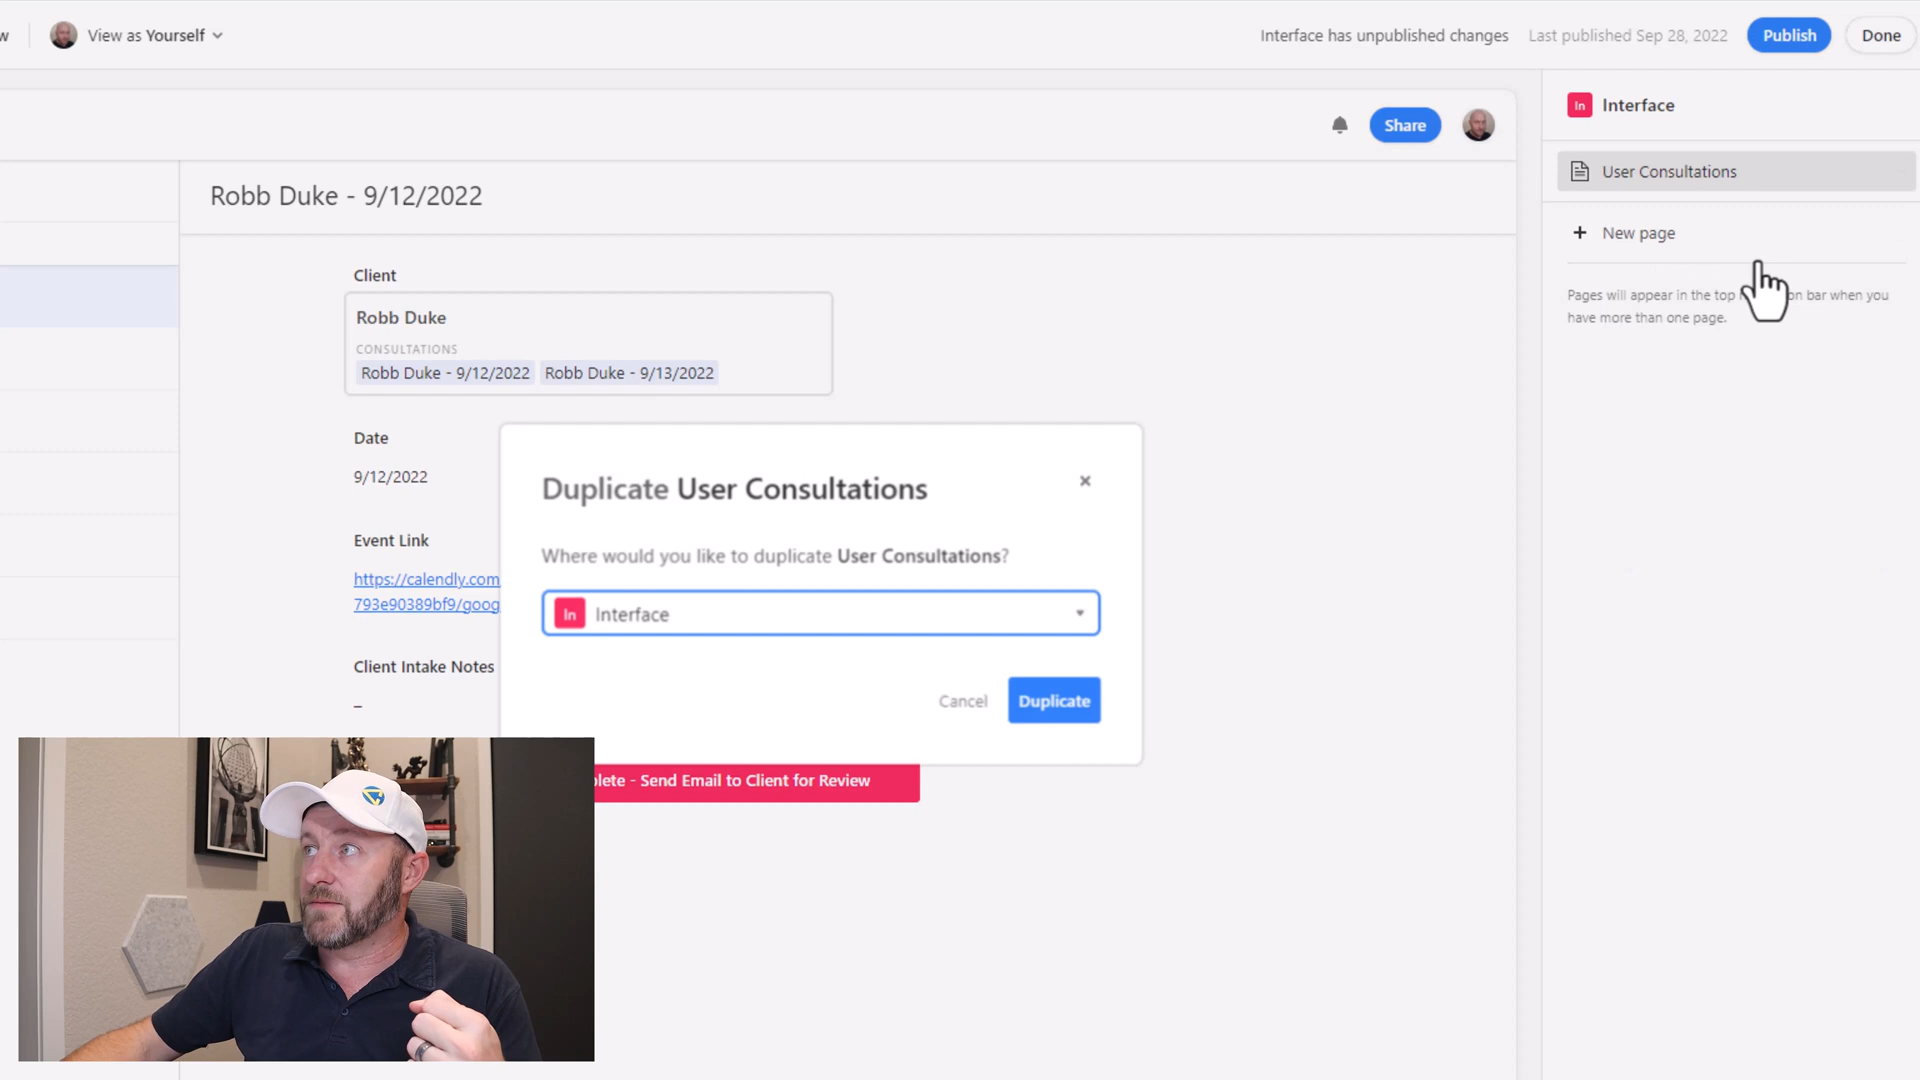 w
View as Yourself
Interface has unpublished changes
Last published Sep 28, 2022
Publish
Done
Share
In Interface
User Consultations
+ New page
Pages will appear in the top on bar when you
have more than one page.
Robb Duke - 9/12/2022
Client
Robb Duke
CONSULTATIONS
Robb Duke - 9/12/2022 Robb Duke - 9/13/2022
Date
9/12/2022
Event Link
https://calendly.com
793e90389bf9/goog
Client Intake Notes
–
Duplicate User Consultations
Where would you like to duplicate User Consultations?
In Interface
Cancel
Duplicate
plete - Send Email to Client for Review